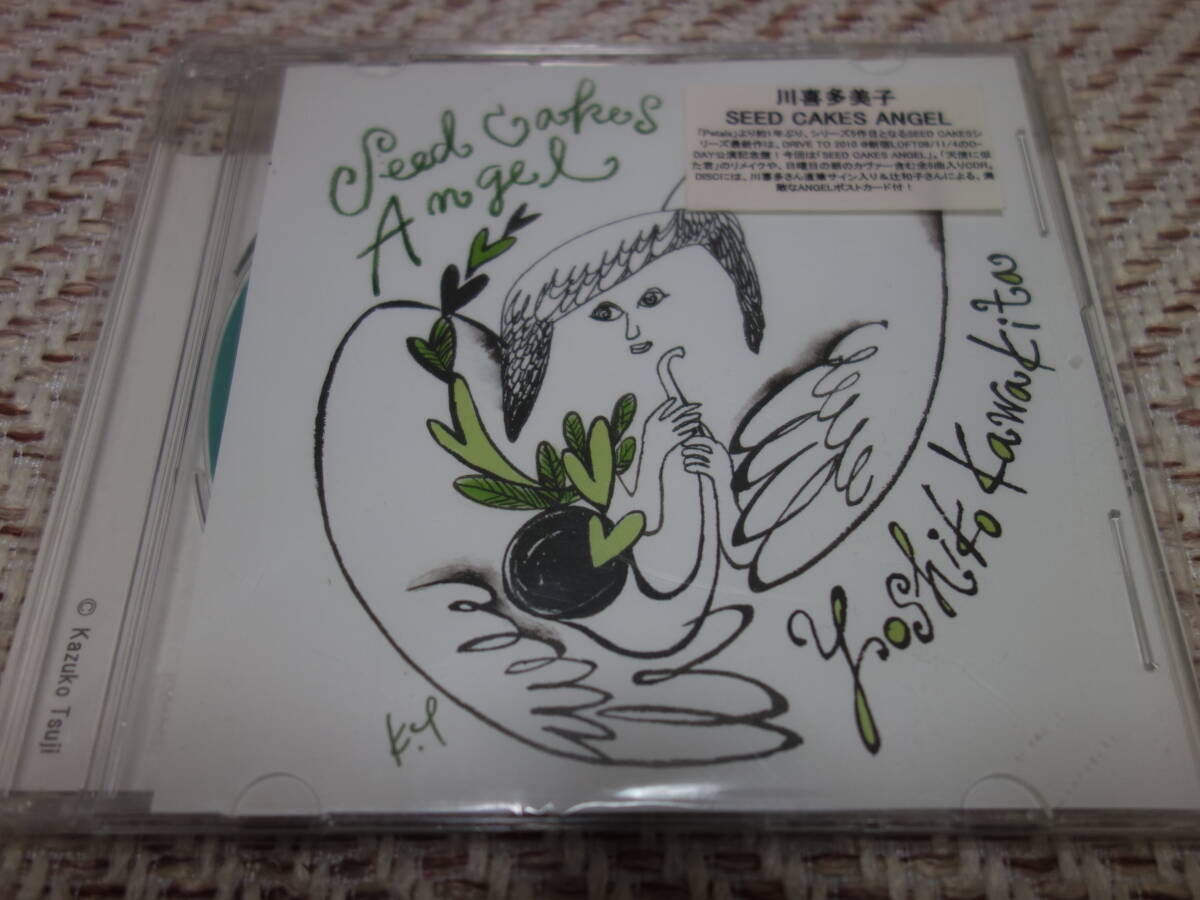 Seed Cakes
Angel
川喜多美子
SEED CAKES ANGEL
「Petals」より約1年ぶり、シリーズ5作目となるSEED CAKESシ
リーズ最新作は、DRIVE TO 2010 @新宿LOFT09/11/4のD-
DAY公演記念盤！今回は「SEED CAKES ANGEL」、「天使に似
た君」のリメイクや、日曜日の朝のカヴァー含む全5曲入りCDR。
DISCには、川喜多さん直筆サイン入り＆辻和子さんによる、素
敵なANGELポストカード付！
Yoshiko Kawakita
K.T
© Kazuko Tsuji